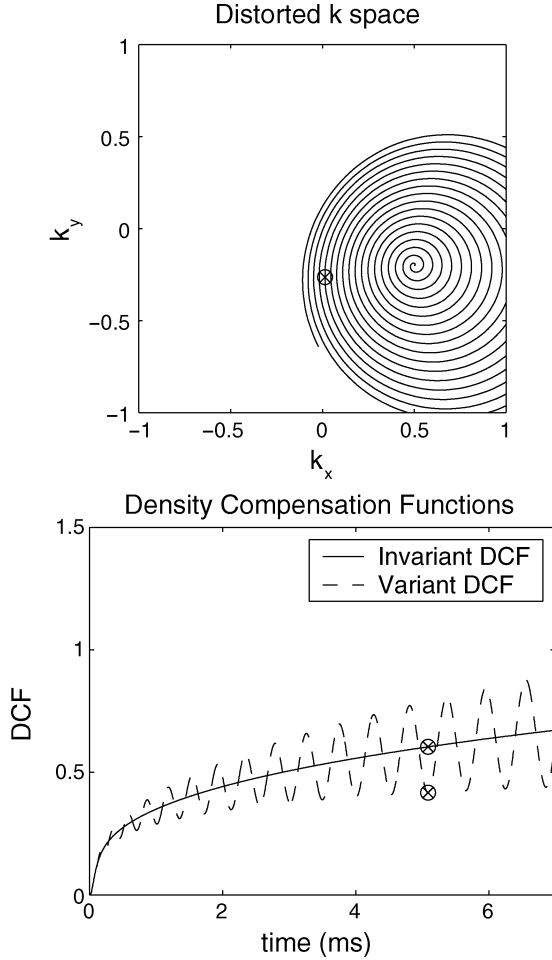 Distorted k space
1
0.5
0
−0.5
−1
k_y
−1 −0.5 0 0.5 1
k_x
Density Compensation Functions
1.5
1
0.5
0
DCF
Invariant DCF
Variant DCF
0 2 4 6
time (ms)